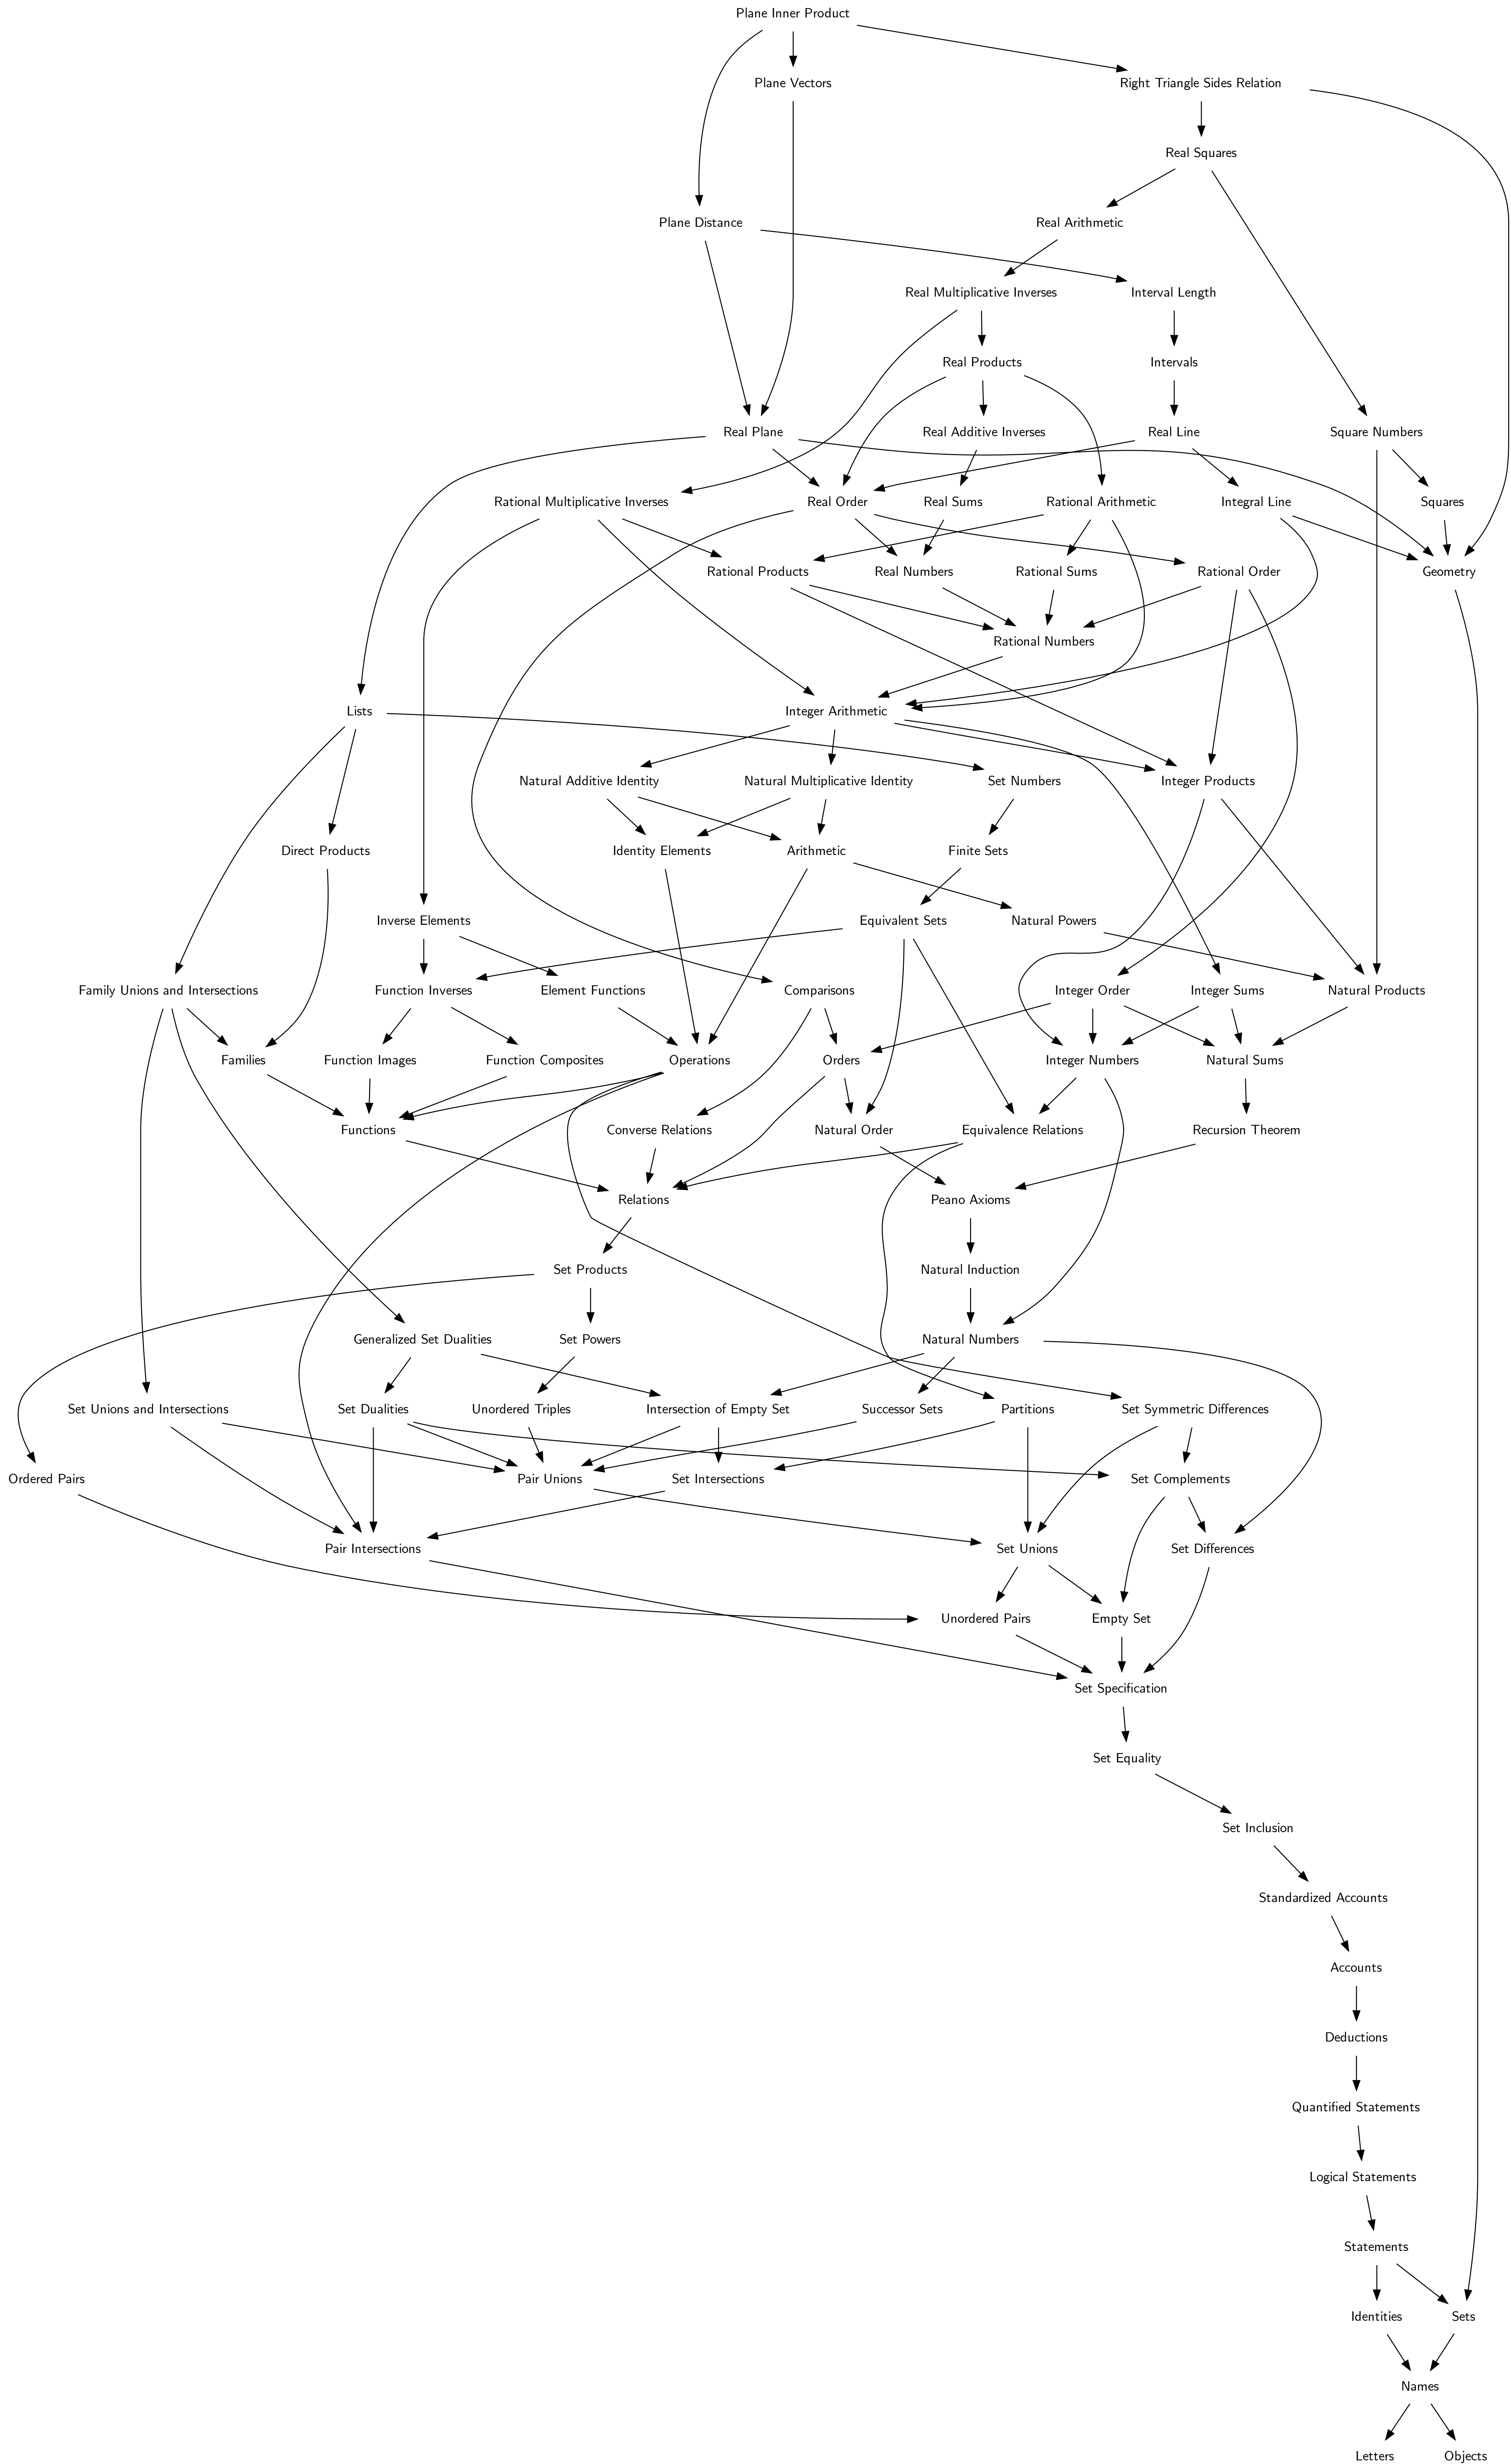 Plane Inner Product
Plane Vectors
Right Triangle Sides Relation
Real Squares
Plane Distance
Real Arithmetic
Real Multiplicative Inverses
Interval Length
Real Products
Intervals
Real Plane
Real Additive Inverses
Real Line
Square Numbers
Rational Multiplicative Inverses
Real Order
Real Sums
Rational Arithmetic
Integral Line
Squares
Rational Products
Real Numbers
Rational Sums
Rational Order
Geometry
Rational Numbers
Lists
Integer Arithmetic
Natural Additive Identity
Natural Multiplicative Identity
Set Numbers
Integer Products
Direct Products
Identity Elements
Arithmetic
Finite Sets
Inverse Elements
Equivalent Sets
Natural Powers
Family Unions and Intersections
Function Inverses
Element Functions
Comparisons
Integer Order
Integer Sums
Natural Products
Families
Function Images
Function Composites
Operations
Orders
Integer Numbers
Natural Sums
Functions
Converse Relations
Natural Order
Equivalence Relations
Recursion Theorem
Relations
Peano Axioms
Set Products
Natural Induction
Generalized Set Dualities
Set Powers
Natural Numbers
Set Unions and Intersections
Set Dualities
Unordered Triples
Intersection of Empty Set
Successor Sets
Partitions
Set Symmetric Differences
Ordered Pairs
Pair Unions
Set Intersections
Set Complements
Pair Intersections
Set Unions
Set Differences
Unordered Pairs
Empty Set
Set Specification
Set Equality
Set Inclusion
Standardized Accounts
Accounts
Deductions
Quantified Statements
Logical Statements
Statements
Identities
Sets
Names
Letters
Objects